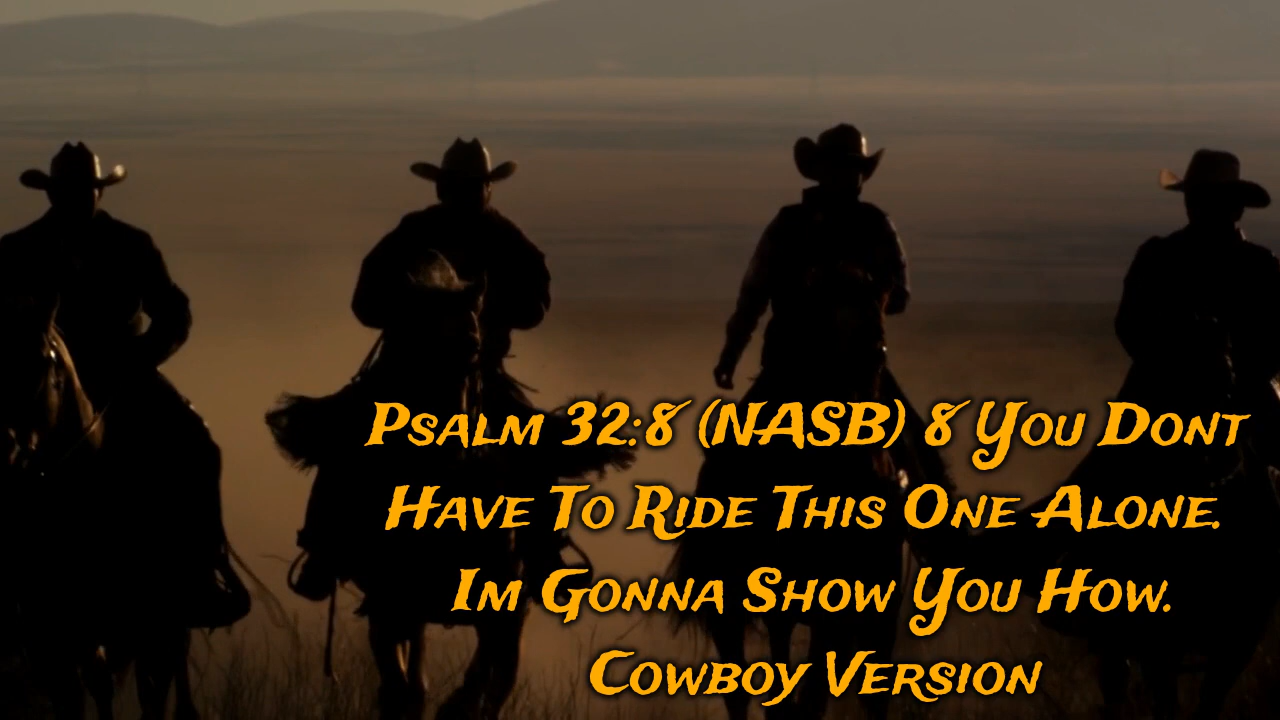 Psalm 32:8 (NASB) 8 You Dont
Have To Ride This One Alone.
Im Gonna Show You How.
Cowboy Version